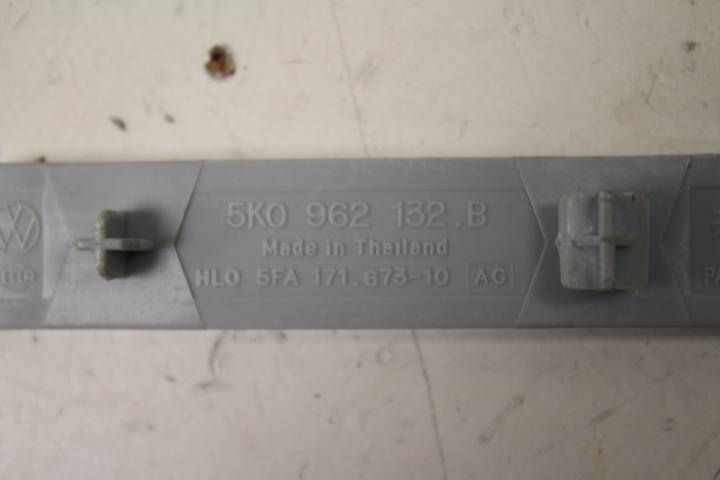 5K0 962 132.B
Made in Thailand
HLO 5FA 171.673-10 AC